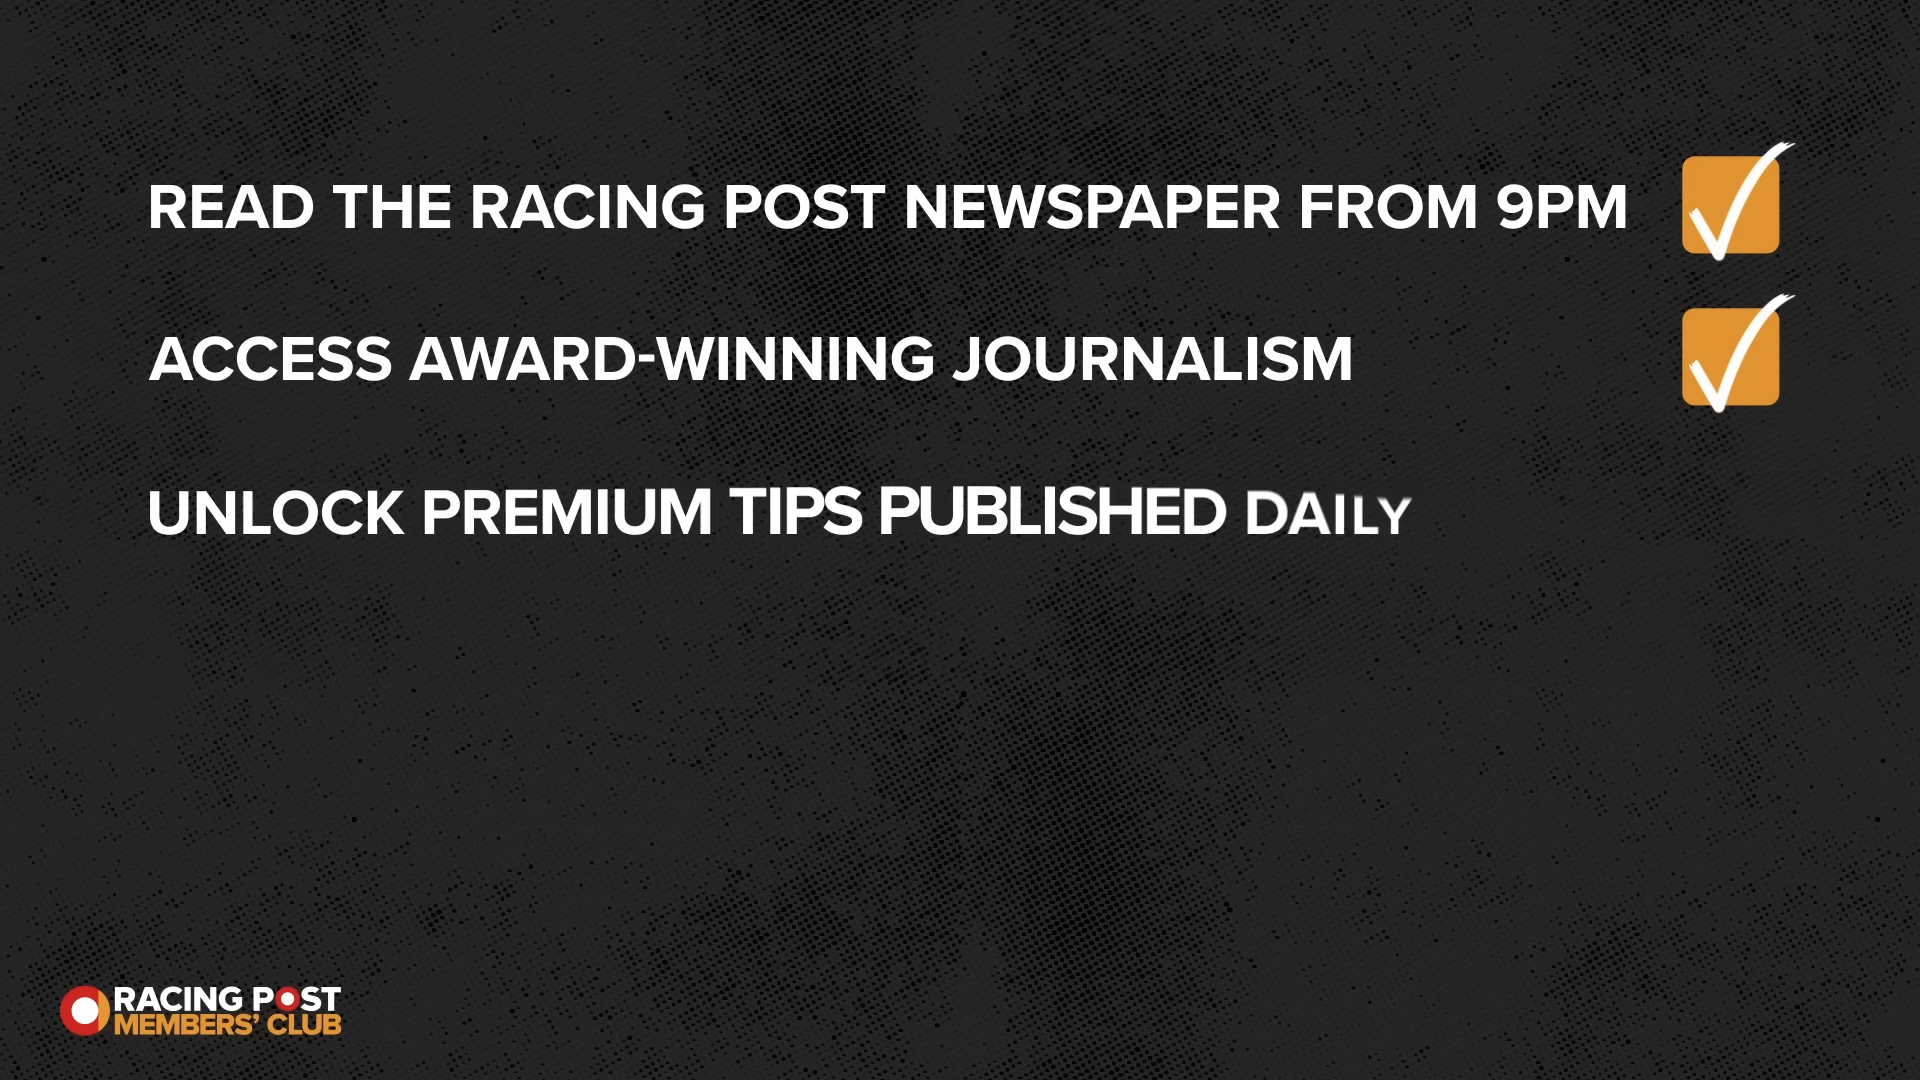 READ THE RACING POST NEWSPAPER FROM 9PM
ACCESS AWARD-WINNING JOURNALISM
UNLOCK PREMIUM TIPS PUBLISHED DAILY
RACING POST
MEMBERS' CLUB